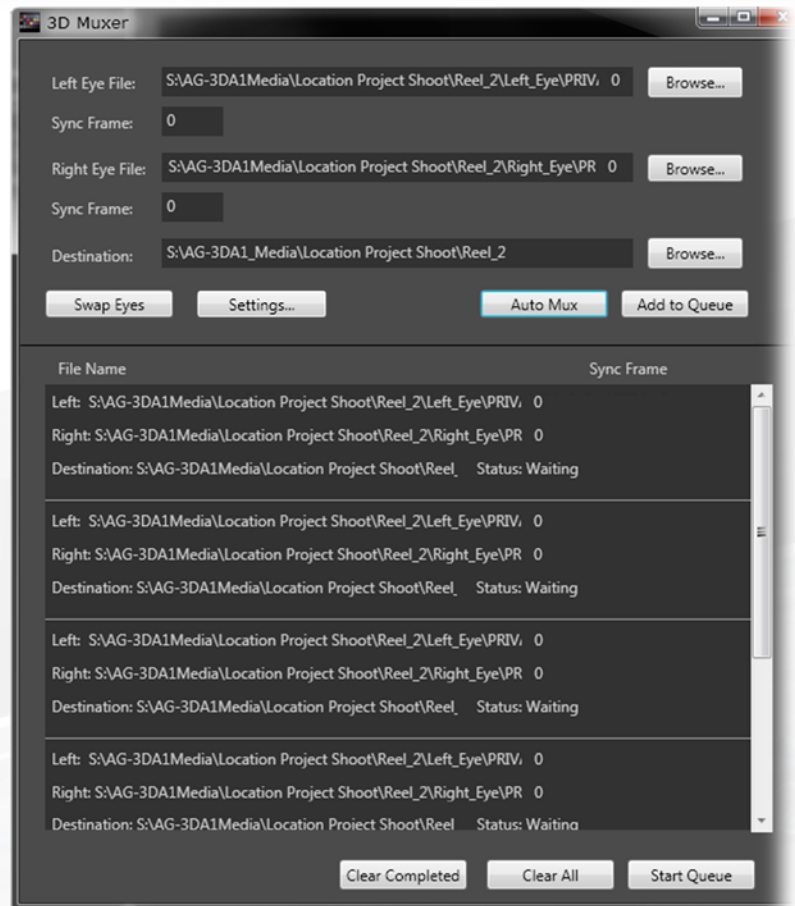 3D Muxer
Left Eye File: S:\AG-3DA1Media\Location Project Shoot\Reel_2\Left_Eye\PRIV 0 Browse...
Sync Frame: 0
Right Eye File: S:\AG-3DA1Media\Location Project Shoot\Reel_2\Right_Eye\PR 0 Browse...
Sync Frame: 0
Destination: S:\AG-3DA1_Media\Location Project Shoot\Reel_2 Browse...
Swap Eyes Settings... Auto Mux Add to Queue
File Name Sync Frame
Left: S:\AG-3DA1Media\Location Project Shoot\Reel_2\Left_Eye\PRIV 0
Right: S:\AG-3DA1Media\Location Project Shoot\Reel_2\Right_Eye\PR 0
Destination: S:\AG-3DA1Media\Location Project Shoot\Reel_ Status: Waiting
Left: S:\AG-3DA1Media\Location Project Shoot\Reel_2\Left_Eye\PRIV 0
Right: S:\AG-3DA1Media\Location Project Shoot\Reel_2\Right_Eye\PR 0
Destination: S:\AG-3DA1Media\Location Project Shoot\Reel_ Status: Waiting
Left: S:\AG-3DA1Media\Location Project Shoot\Reel_2\Left_Eye\PRIV 0
Right: S:\AG-3DA1Media\Location Project Shoot\Reel_2\Right_Eye\PR 0
Destination: S:\AG-3DA1Media\Location Project Shoot\Reel_ Status: Waiting
Left: S:\AG-3DA1Media\Location Project Shoot\Reel_2\Left_Eye\PRIV 0
Right: S:\AG-3DA1Media\Location Project Shoot\Reel_2\Right_Eye\PR 0
Destination: S:\AG-3DA1Media\Location Project Shoot\Reel Status: Waiting
Clear Completed Clear All Start Queue